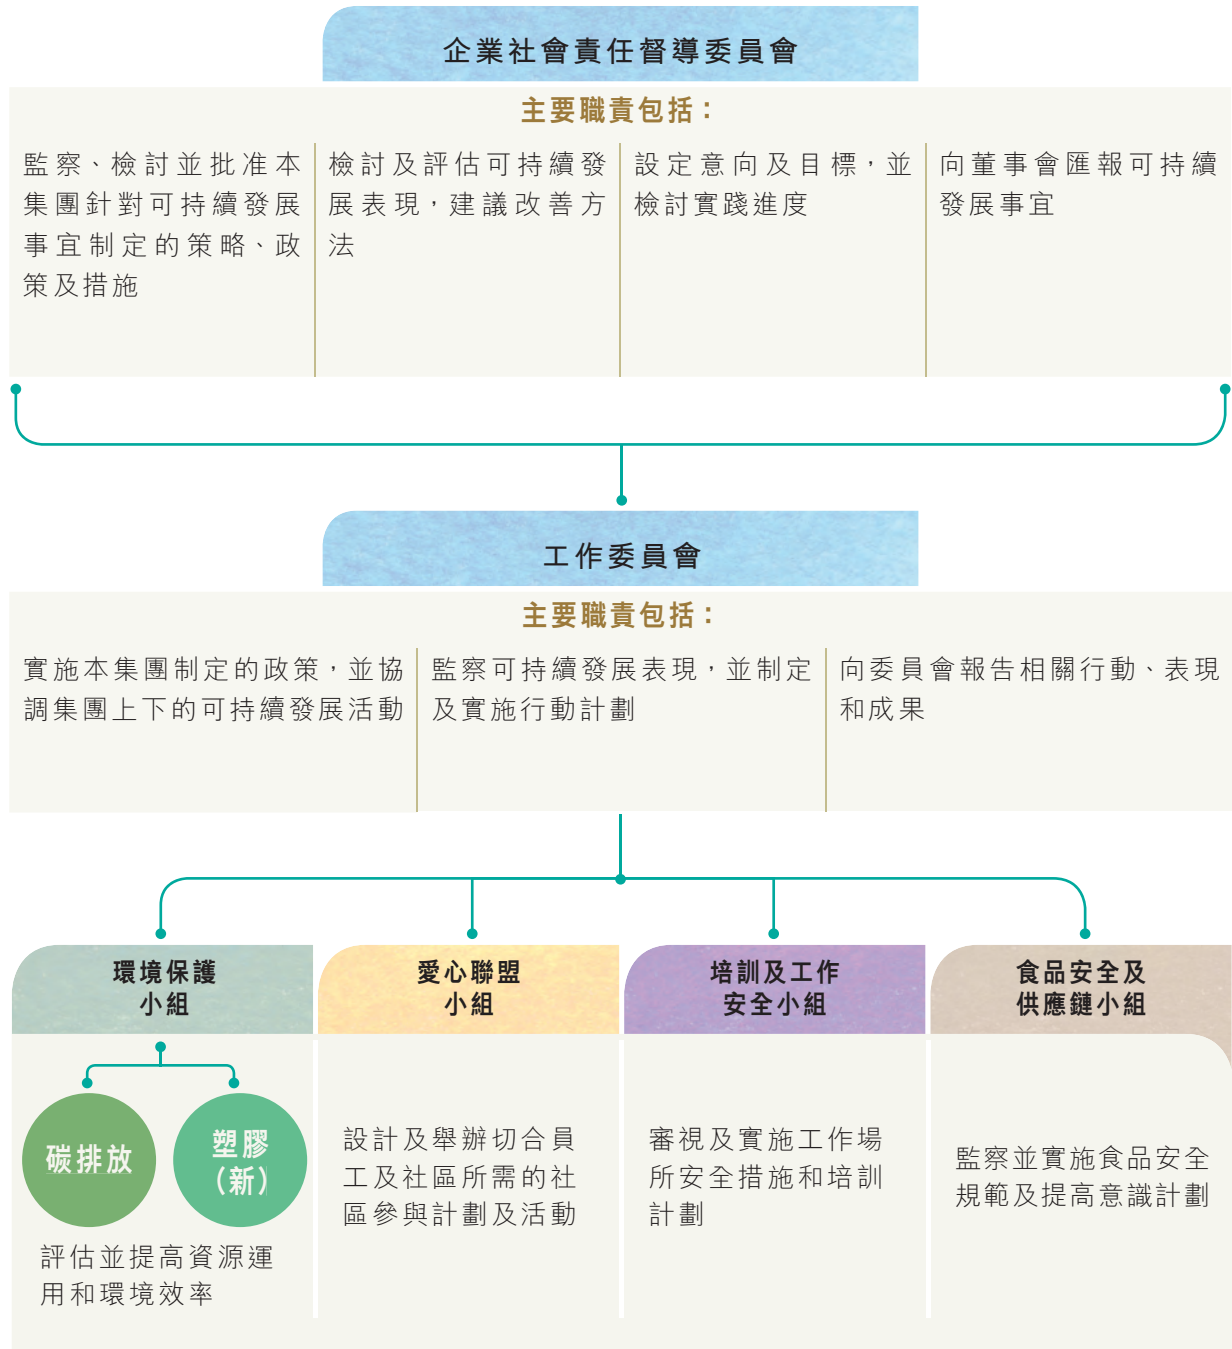 企業社會責任督導委員會
主要職責包括：
監察、檢討並批准本
集團針對可持續發展
事宜制定的策略、政
策及措施
檢討及評估可持續發
展表現，建議改善方
法
設定意向及目標，並
檢討實踐進度
向董事會匯報可持續
發展事宜
工作委員會
主要職責包括：
實施本集團制定的政策，並協
調集團上下的可持續發展活動
監察可持續發展表現，並制定
及實施行動計劃
向委員會報告相關行動、表現
和成果
環境保護
小組
碳排放
塑膠
（新）
評估並提高資源運
用和環境效率
愛心聯盟
小組
設計及舉辦切合員
工及社區所需的社
區參與計劃及活動
培訓及工作
安全小組
審視及實施工作場
所安全措施和培訓
計劃
食品安全及
供應鏈小組
監察並實施食品安全
規範及提高意識計劃